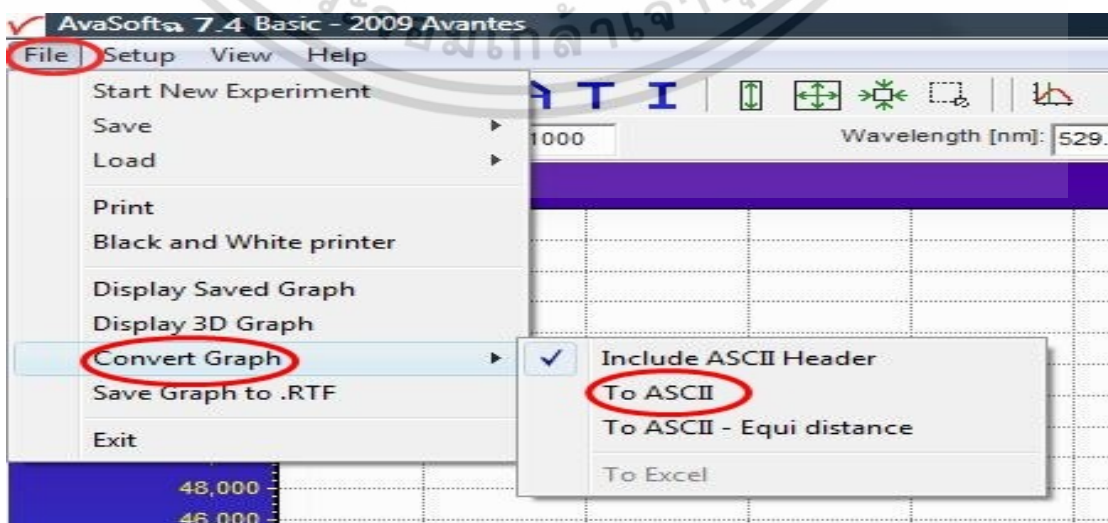 AvaSoft 7.4 Basic - 2009 Avantes
File Setup View Help
A T I
1000 Wavelength [nm]: 529.
Start New Experiment
Save
Load
Print
Black and White printer
Display Saved Graph
Display 3D Graph
Convert Graph
Save Graph to .RTF
Exit
Include ASCII Header
To ASCII
To ASCII - Equi distance
To Excel
48,000
46,000